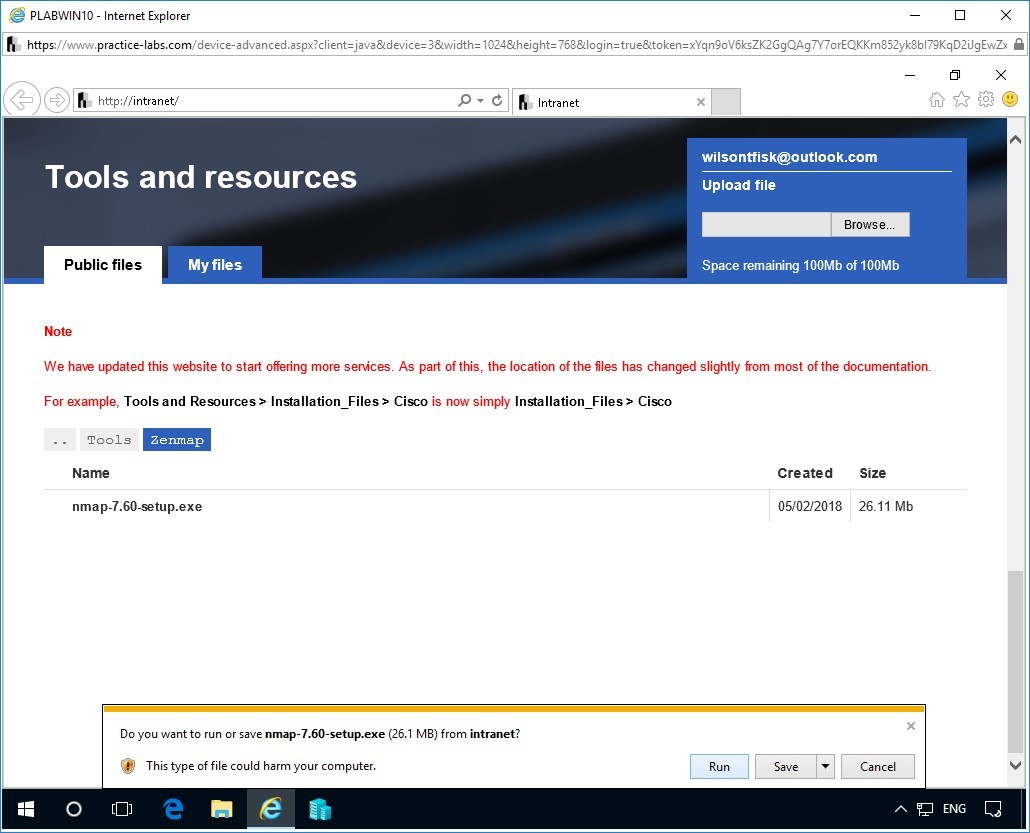 PLABWIN10 - Internet Explorer
https://www.practice-labs.com/device-advanced.aspx?client=java&device=3&width=1024&height=768&login=true&token=xYqn9oV6ksZK2GgQAg7Y7orEQKKm852yk8bl79KqD2iJgEwZx
http://intranet/
Intranet
Tools and resources
wilsontfisk@outlook.com
Upload file
Browse...
Space remaining 100Mb of 100Mb
Public files
My files
Note
We have updated this website to start offering more services. As part of this, the location of the files has changed slightly from most of the documentation.
For example, Tools and Resources > Installation_Files > Cisco is now simply Installation_Files > Cisco
.. Tools Zenmap
Name Created Size
nmap-7.60-setup.exe 05/02/2018 26.11 Mb
Do you want to run or save nmap-7.60-setup.exe (26.1 MB) from intranet?
This type of file could harm your computer.
Run Save Cancel
ENG